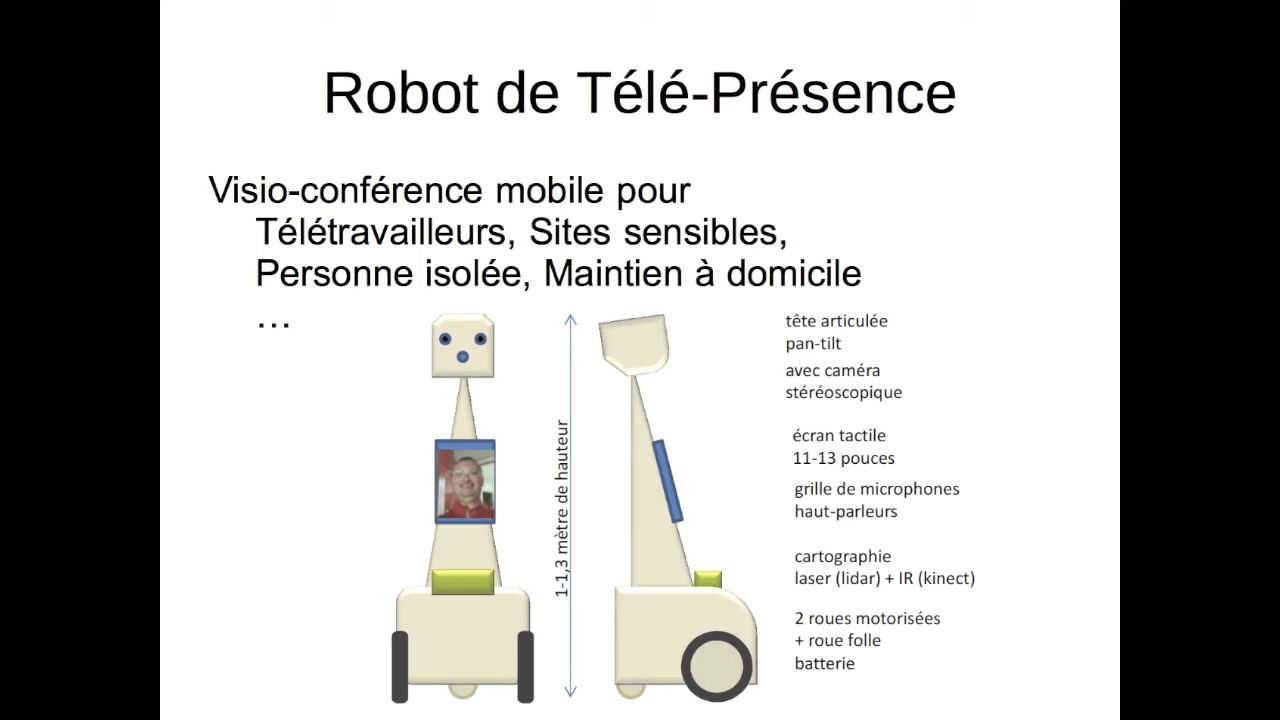 Robot de Télé-Présence
Visio-conférence mobile pour
Télétravailleurs, Sites sensibles,
Personne isolée, Maintien à domicile
…
1-1,3 mètre de hauteur
tête articulée
pan-tilt
avec caméra
stéréoscopique
écran tactile
11-13 pouces
grille de microphones
haut-parleurs
cartographie
laser (lidar) + IR (kinect)
2 roues motorisées
+ roue folle
batterie